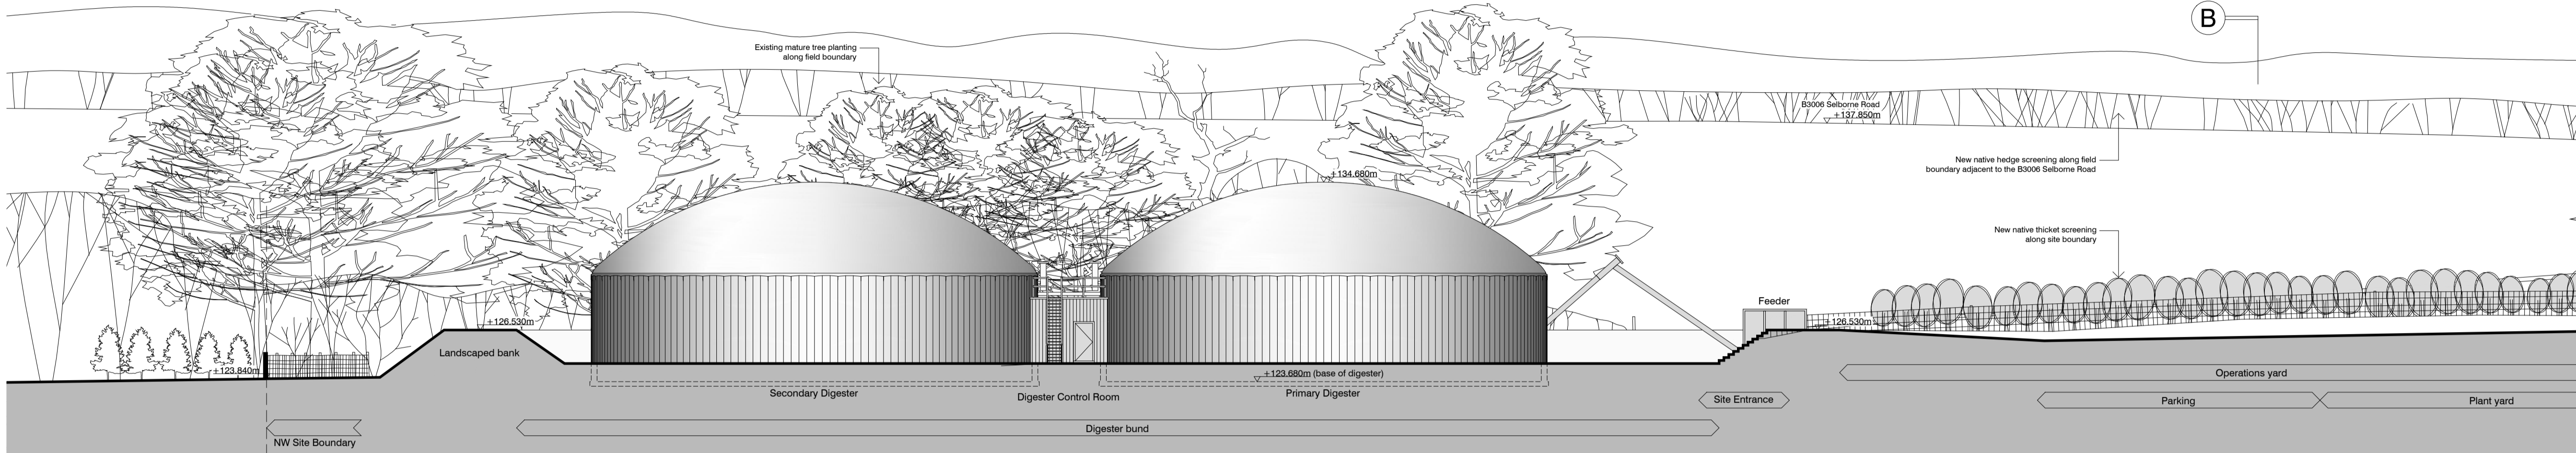 B
Existing mature tree planting
along field boundary
B3006 Selborne Road
+137.850m
New native hedge screening along field
boundary adjacent to the B3006 Selborne Road
+134.680m
New native thicket screening
along site boundary
Feeder
+126.530m
+126.530m
Landscaped bank
+123.840m
+123.680m (base of digester)
Secondary Digester
Digester Control Room
Primary Digester
Operations yard
Site Entrance
Parking
Plant yard
Digester bund
NW Site Boundary